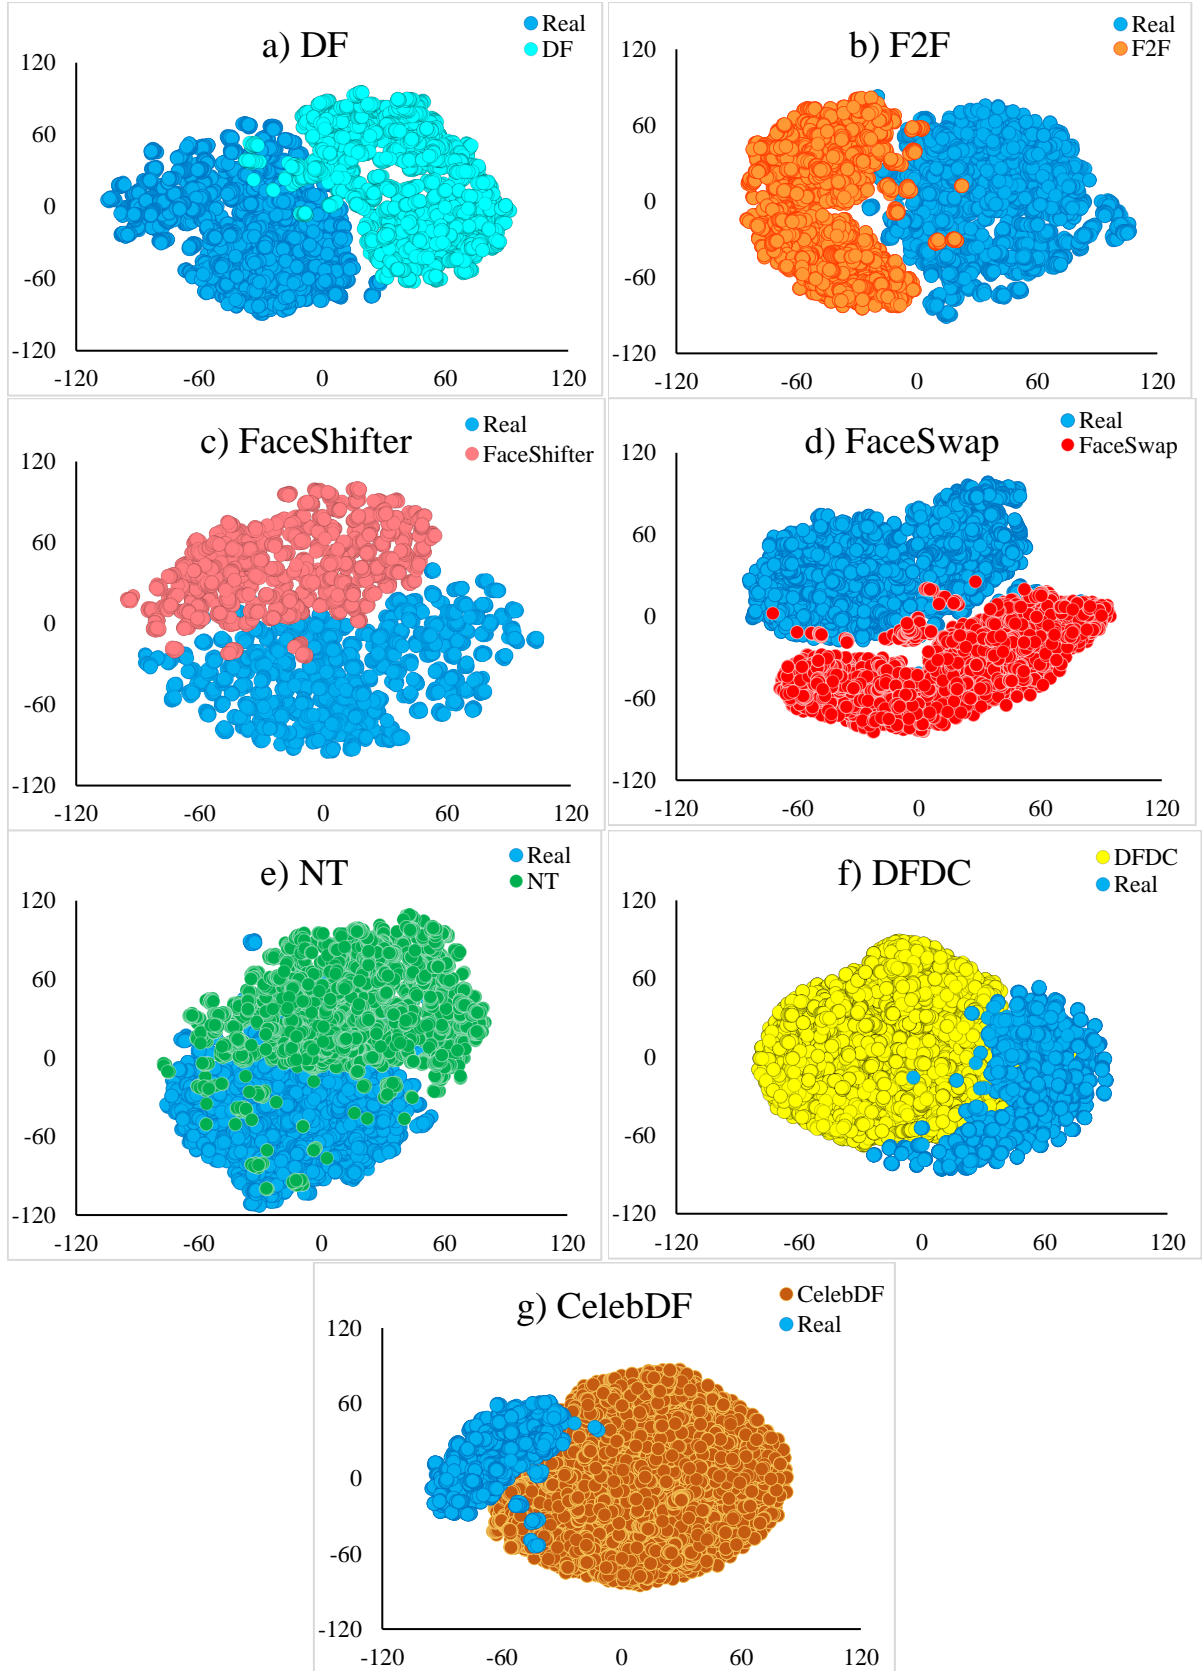 a) DF
Real
DF
120
60
0
-60
-120
-120 -60 0 60 120
b) F2F
Real
F2F
120
60
0
-60
-120
-120 -60 0 60 120
c) FaceShifter
Real
FaceShifter
120
60
0
-60
-120
-120 -60 0 60 120
d) FaceSwap
Real
FaceSwap
120
60
0
-60
-120
-120 -60 0 60 120
e) NT
Real
NT
120
60
0
-60
-120
-120 -60 0 60 120
f) DFDC
DFDC
Real
120
60
0
-60
-120
-120 -60 0 60 120
g) CelebDF
CelebDF
Real
120
60
0
-60
-120
-120 -60 0 60 120